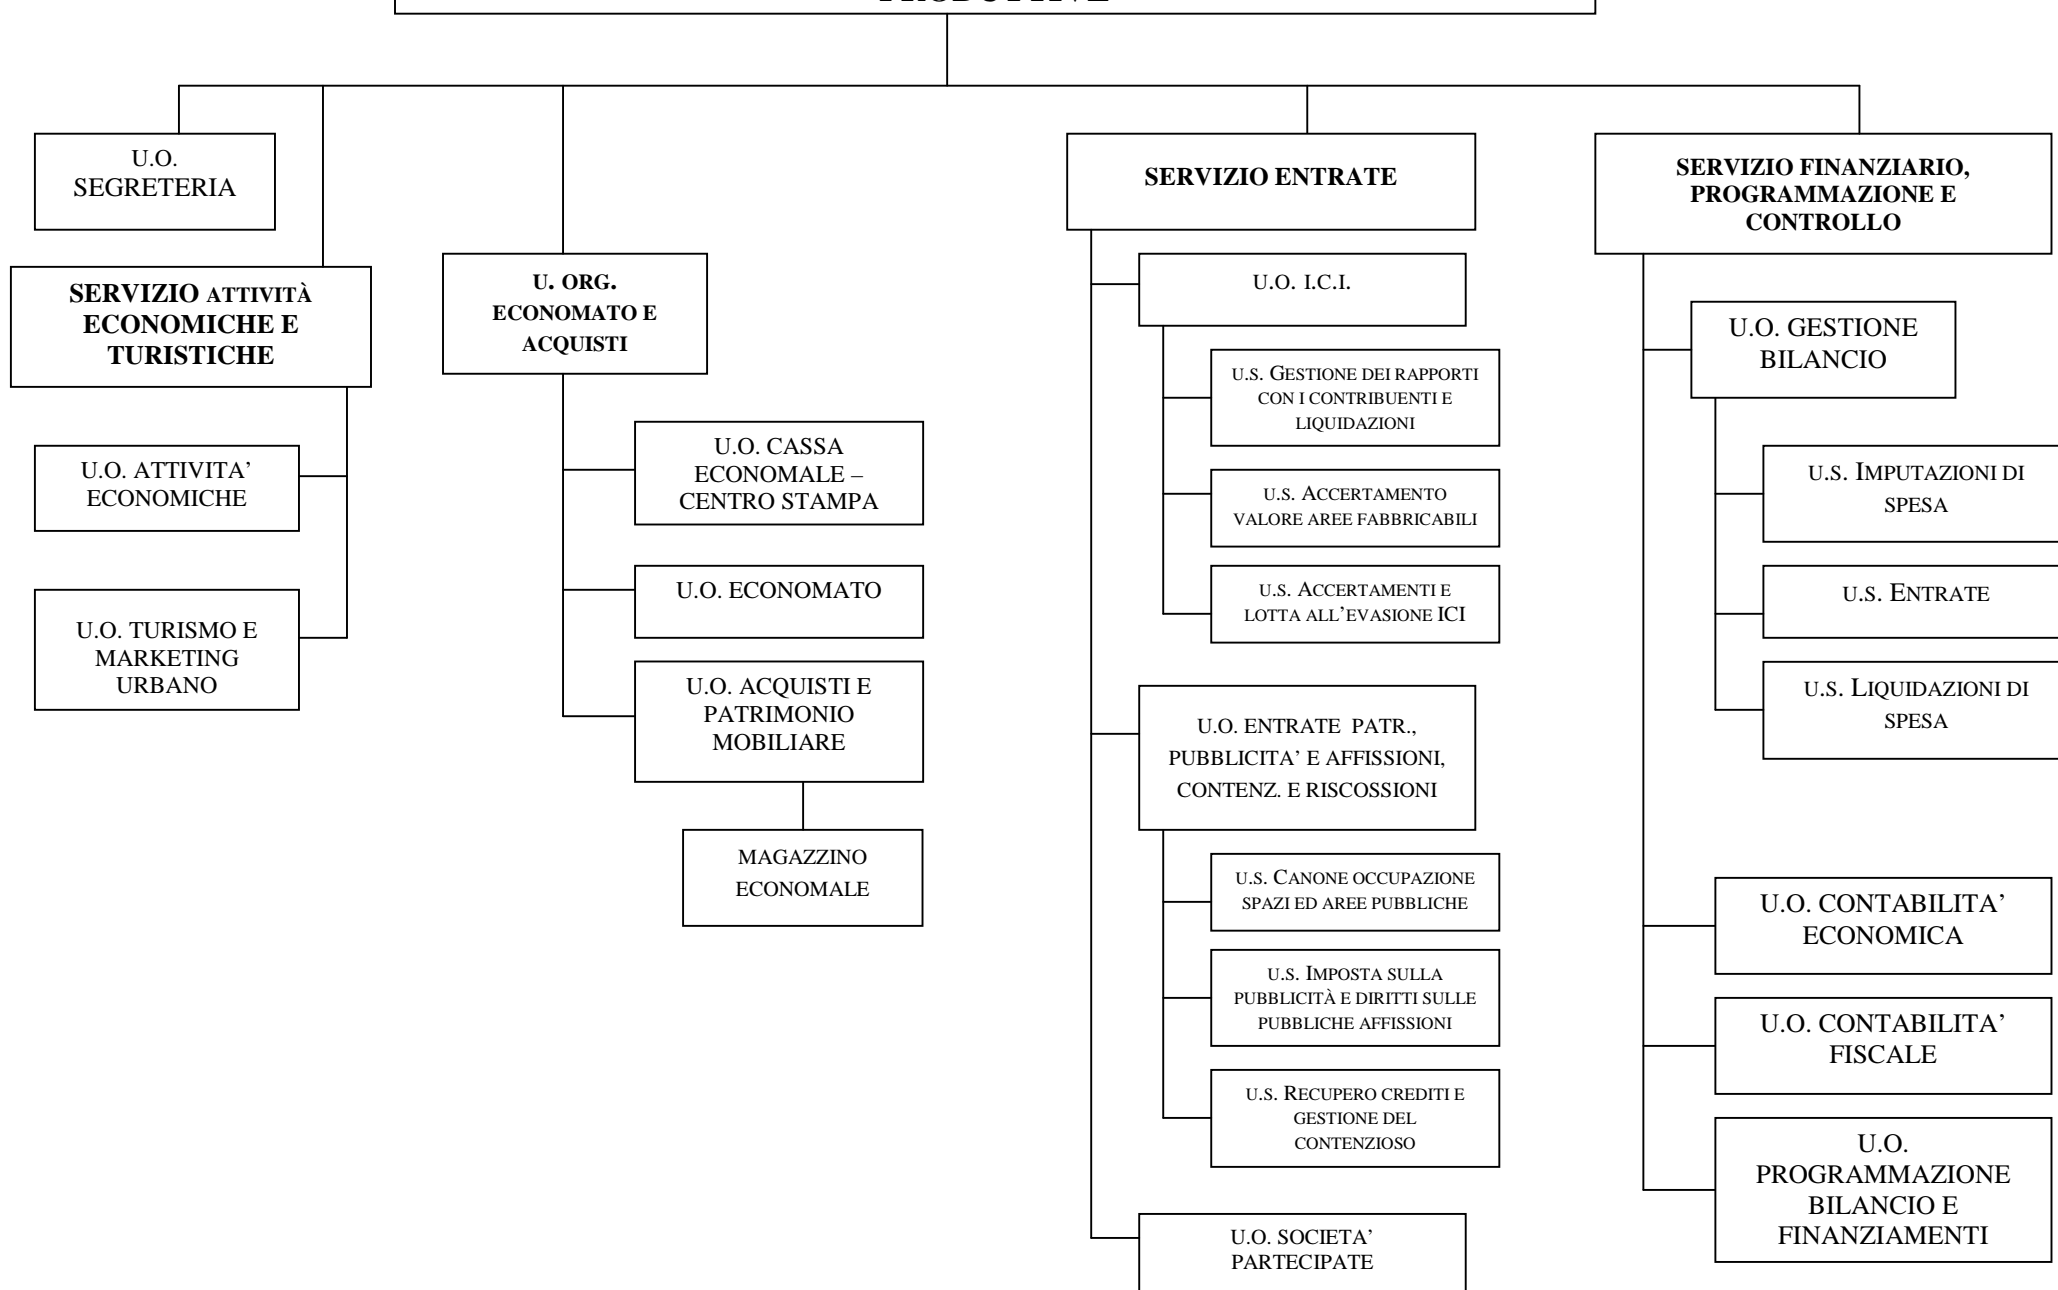 U.O.
SEGRETERIA
SERVIZIO ATTIVITÀ
ECONOMICHE E
TURISTICHE
U.O. ATTIVITA’
ECONOMICHE
U.O. TURISMO E
MARKETING
URBANO
U. ORG.
ECONOMATO E
ACQUISTI
U.O. CASSA
ECONOMALE –
CENTRO STAMPA
U.O. ECONOMATO
U.O. ACQUISTI E
PATRIMONIO
MOBILIARE
MAGAZZINO
ECONOMALE
SERVIZIO ENTRATE
U.O. I.C.I.
U.S. GESTIONE DEI RAPPORTI
CON I CONTRIBUENTI E
LIQUIDAZIONI
U.S. ACCERTAMENTO
VALORE AREE FABBRICABILI
U.S. ACCERTAMENTI E
LOTTA ALL’EVASIONE ICI
U.O. ENTRATE PATR.,
PUBBLICITA’ E AFFISSIONI,
CONTENZ. E RISCOSSIONI
U.S. CANONE OCCUPAZIONE
SPAZI ED AREE PUBBLICHE
U.S. IMPOSTA SULLA
PUBBLICITÀ E DIRITTI SULLE
PUBBLICHE AFFISSIONI
U.S. RECUPERO CREDITI E
GESTIONE DEL
CONTENZIOSO
U.O. SOCIETA’
PARTECIPATE
SERVIZIO FINANZIARIO,
PROGRAMMAZIONE E
CONTROLLO
U.O. GESTIONE
BILANCIO
U.S. IMPUTAZIONI DI
SPESA
U.S. ENTRATE
U.S. LIQUIDAZIONI DI
SPESA
U.O. CONTABILITA’
ECONOMICA
U.O. CONTABILITA’
FISCALE
U.O.
PROGRAMMAZIONE
BILANCIO E
FINANZIAMENTI